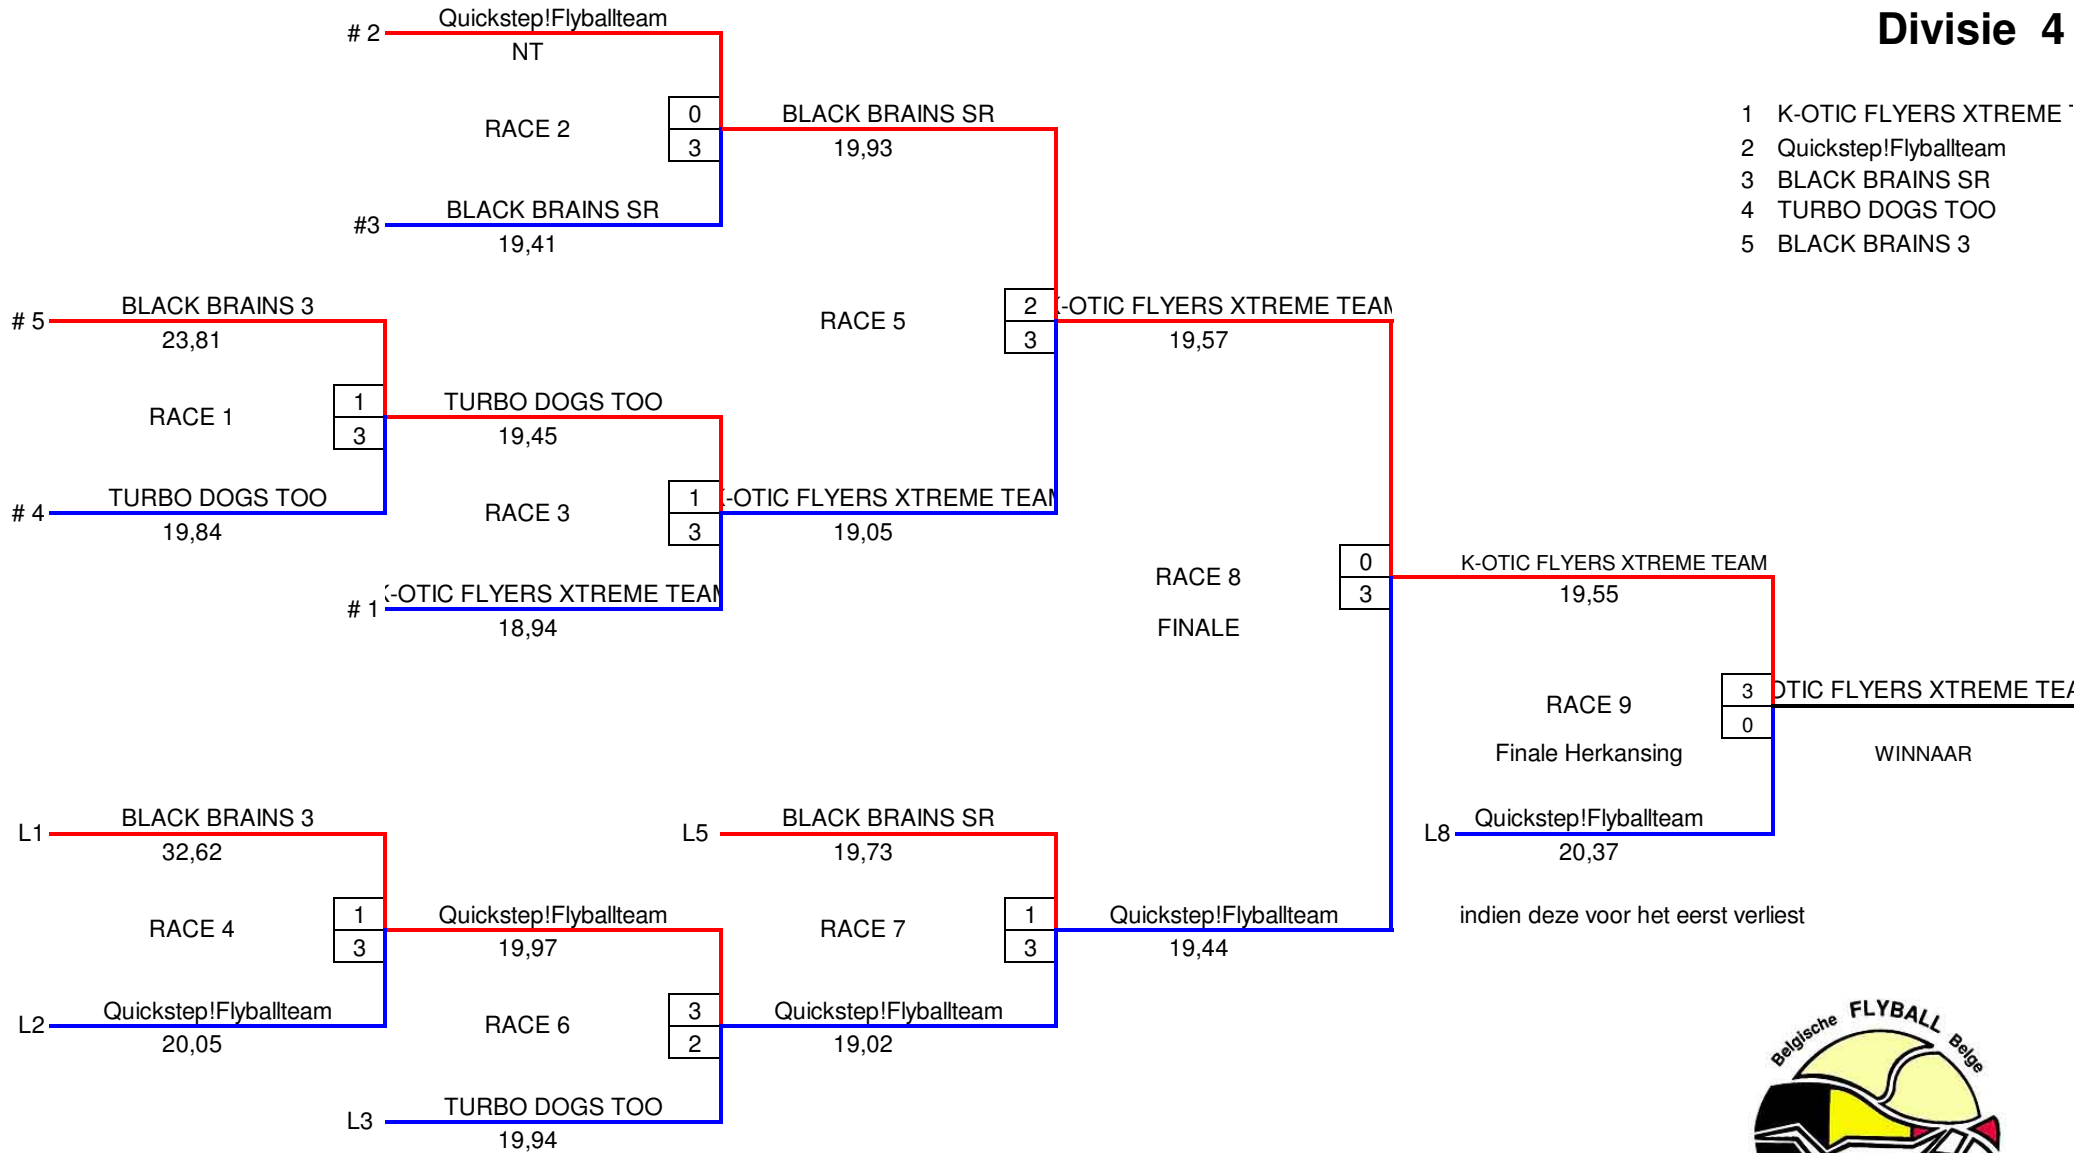 Divisie 4
1 K-OTIC FLYERS XTREME
2 Quickstep!Flyballteam
3 BLACK BRAINS SR
4 TURBO DOGS TOO
5 BLACK BRAINS 3
# 2 Quickstep!Flyballteam
NT
RACE 2
0
3
#3 BLACK BRAINS SR
19,41
BLACK BRAINS SR
19,93
# 5 BLACK BRAINS 3
23,81
RACE 1
1
3
# 4 TURBO DOGS TOO
19,84
TURBO DOGS TOO
19,45
RACE 3
1
3
# 1 K-OTIC FLYERS XTREME TEAM
18,94
RACE 5
2
3
K-OTIC FLYERS XTREME TEAM
19,05
K-OTIC FLYERS XTREME TEAM
19,57
RACE 8
FINALE
0
3
K-OTIC FLYERS XTREME TEAM
19,55
RACE 9
3
0
Finale Herkansing
OTIC FLYERS XTREME TEA
WINNAAR
L8 Quickstep!Flyballteam
20,37
indien deze voor het eerst verliest
L1 BLACK BRAINS 3
32,62
RACE 4
1
3
L2 Quickstep!Flyballteam
20,05
Quickstep!Flyballteam
19,97
RACE 6
3
2
L3 TURBO DOGS TOO
19,94
L5 BLACK BRAINS SR
19,73
RACE 7
1
3
Quickstep!Flyballteam
19,02
Quickstep!Flyballteam
19,44
Belgische FLYBALL Belge